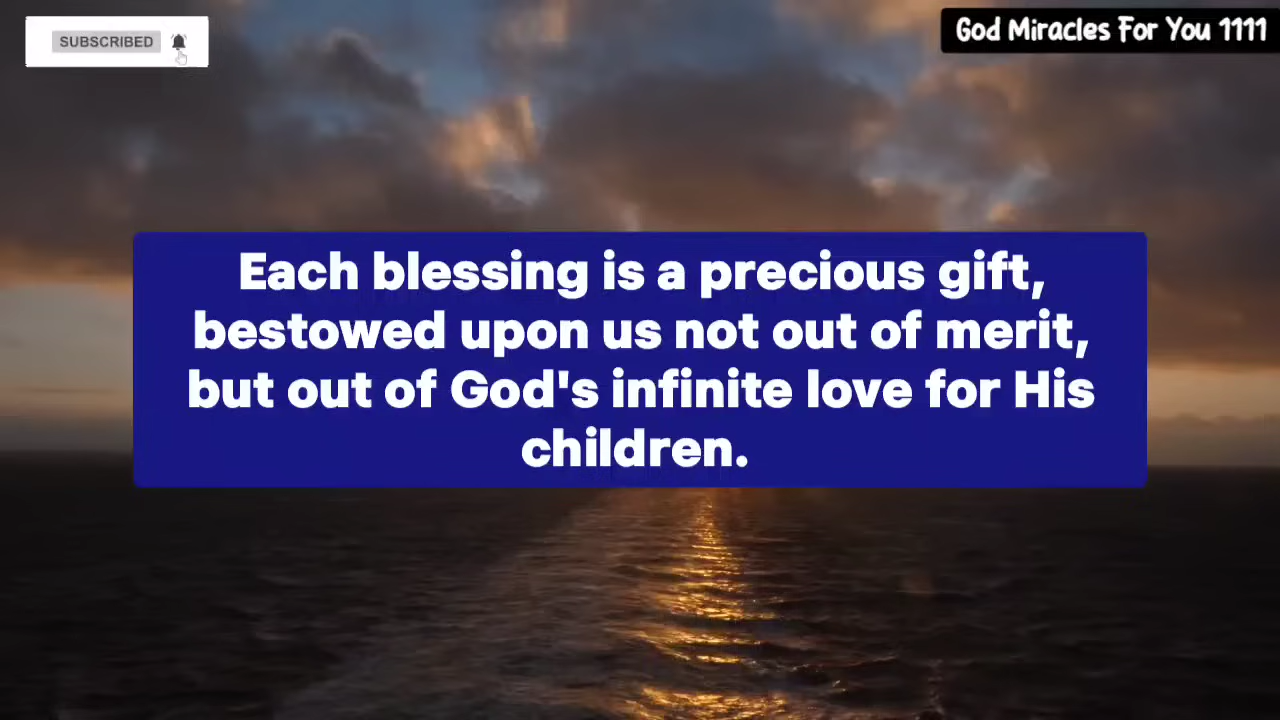 SUBSCRIBED
God Miracles For You 1111
Each blessing is a precious gift,
bestowed upon us not out of merit,
but out of God's infinite love for His
children.